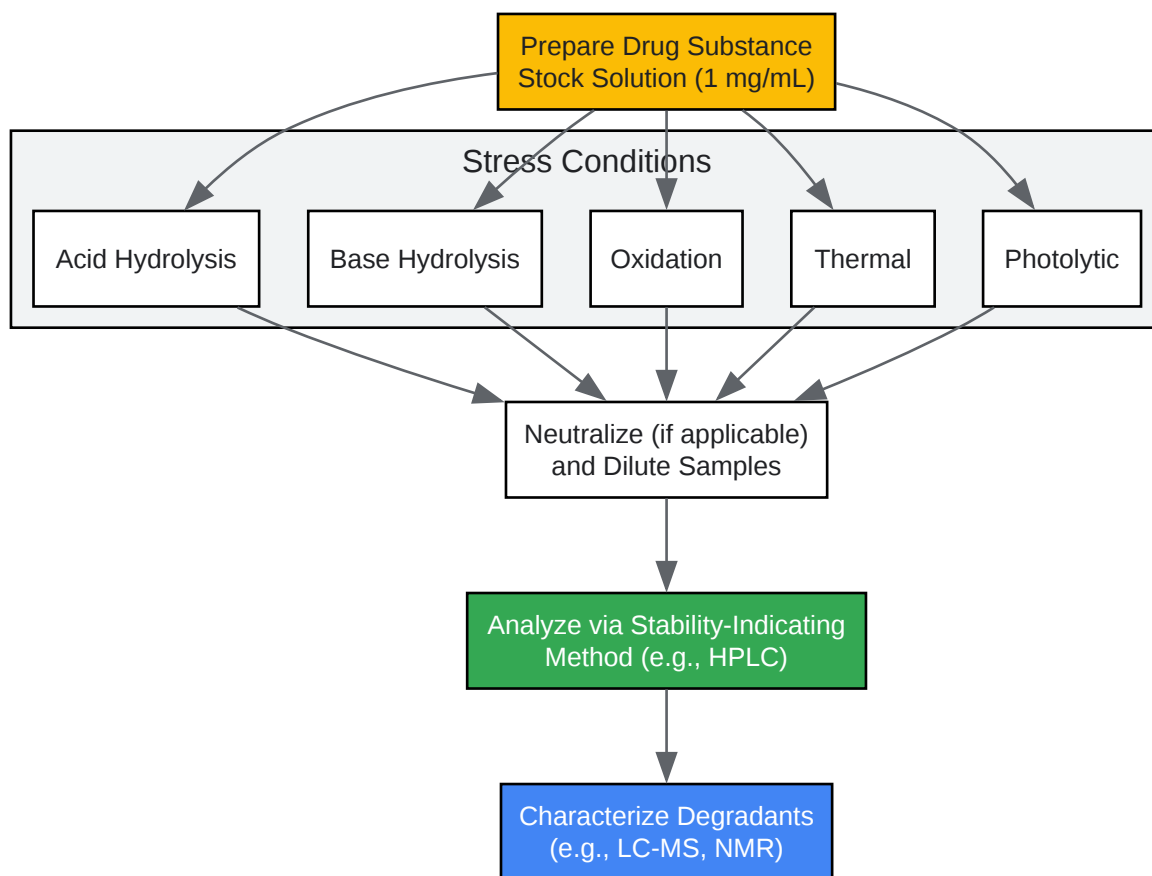 Prepare Drug Substance
Stock Solution (1 mg/mL)
Stress Conditions
Acid Hydrolysis
Base Hydrolysis
Oxidation
Thermal
Photolytic
Neutralize (if applicable)
and Dilute Samples
Analyze via Stability-Indicating
Method (e.g., HPLC)
Characterize Degradants
(e.g., LC-MS, NMR)